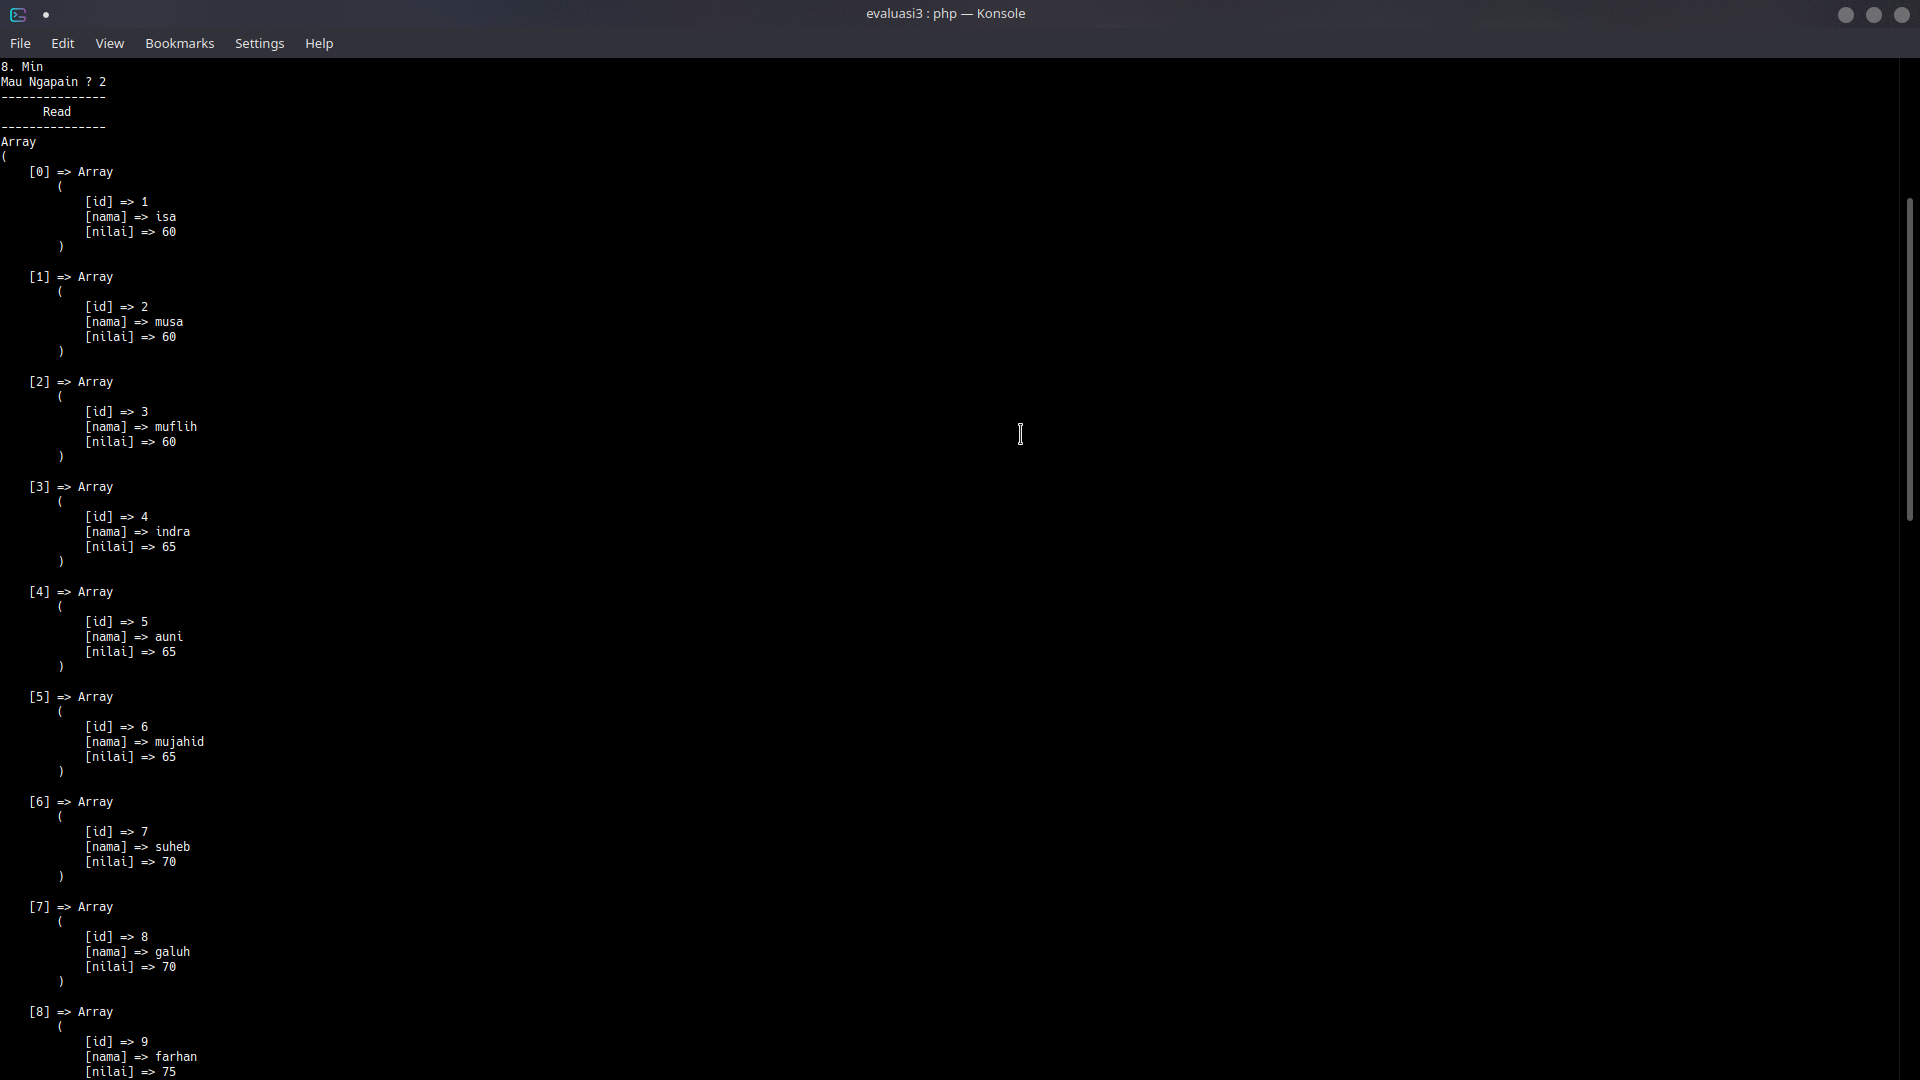 evaluasi3 : php — Konsole
File Edit View Bookmarks Settings Help
8. Min
Mau Ngapain ? 2
---------------
      Read
---------------
Array
(
    [0] => Array
        (
            [id] => 1
            [nama] => isa
            [nilai] => 60
        )

    [1] => Array
        (
            [id] => 2
            [nama] => musa
            [nilai] => 60
        )

    [2] => Array
        (
            [id] => 3
            [nama] => muflih
            [nilai] => 60
        )

    [3] => Array
        (
            [id] => 4
            [nama] => indra
            [nilai] => 65
        )

    [4] => Array
        (
            [id] => 5
            [nama] => auni
            [nilai] => 65
        )

    [5] => Array
        (
            [id] => 6
            [nama] => mujahid
            [nilai] => 65
        )

    [6] => Array
        (
            [id] => 7
            [nama] => suheb
            [nilai] => 70
        )

    [7] => Array
        (
            [id] => 8
            [nama] => galuh
            [nilai] => 70
        )

    [8] => Array
        (
            [id] => 9
            [nama] => farhan
            [nilai] => 75